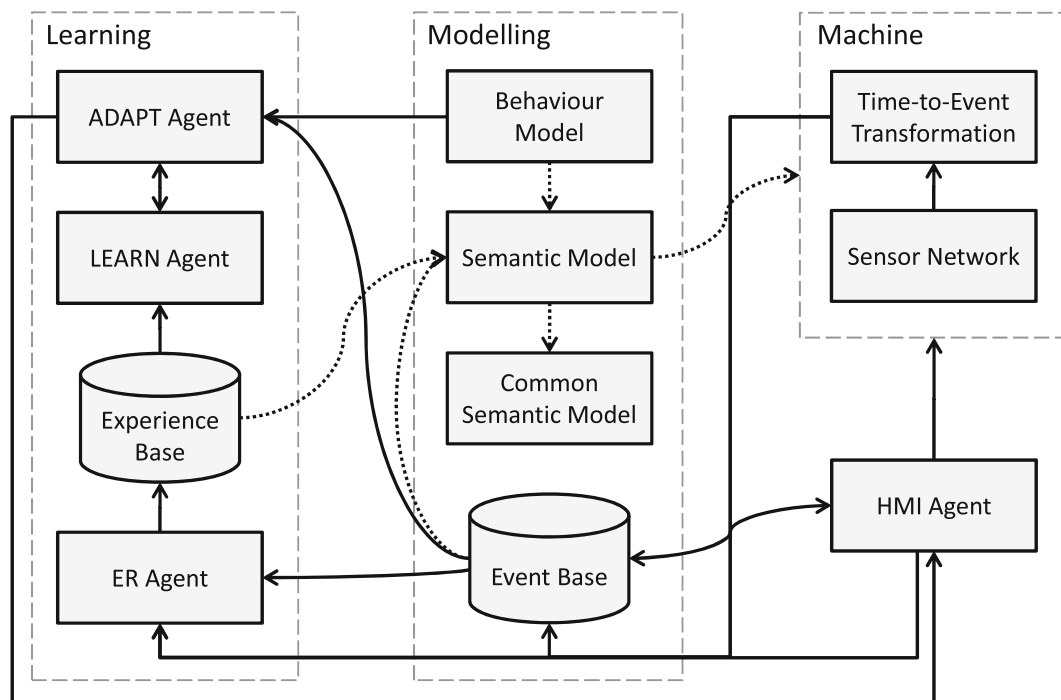 Learning
ADAPT Agent
LEARN Agent
Experience
Base
ER Agent
Modelling
Behaviour
Model
Semantic Model
Common
Semantic Model
Event Base
Machine
Time-to-Event
Transformation
Sensor Network
HMI Agent